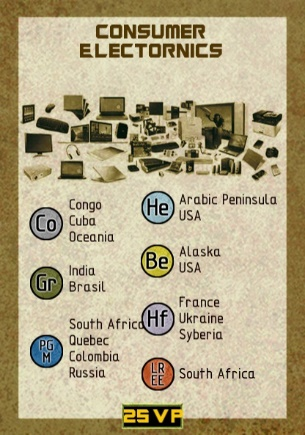 CONSUMER
ELECTORNICS
Co
Congo
Cuba
Oceania
Gr
India
Brasil
PG
M
South Africa
Quebec
Colombia
Russia
He
Arabic Peninsula
USA
Be
Alaska
USA
Hf
France
Ukraine
Syberia
LR
EE
South Africa
25 VP